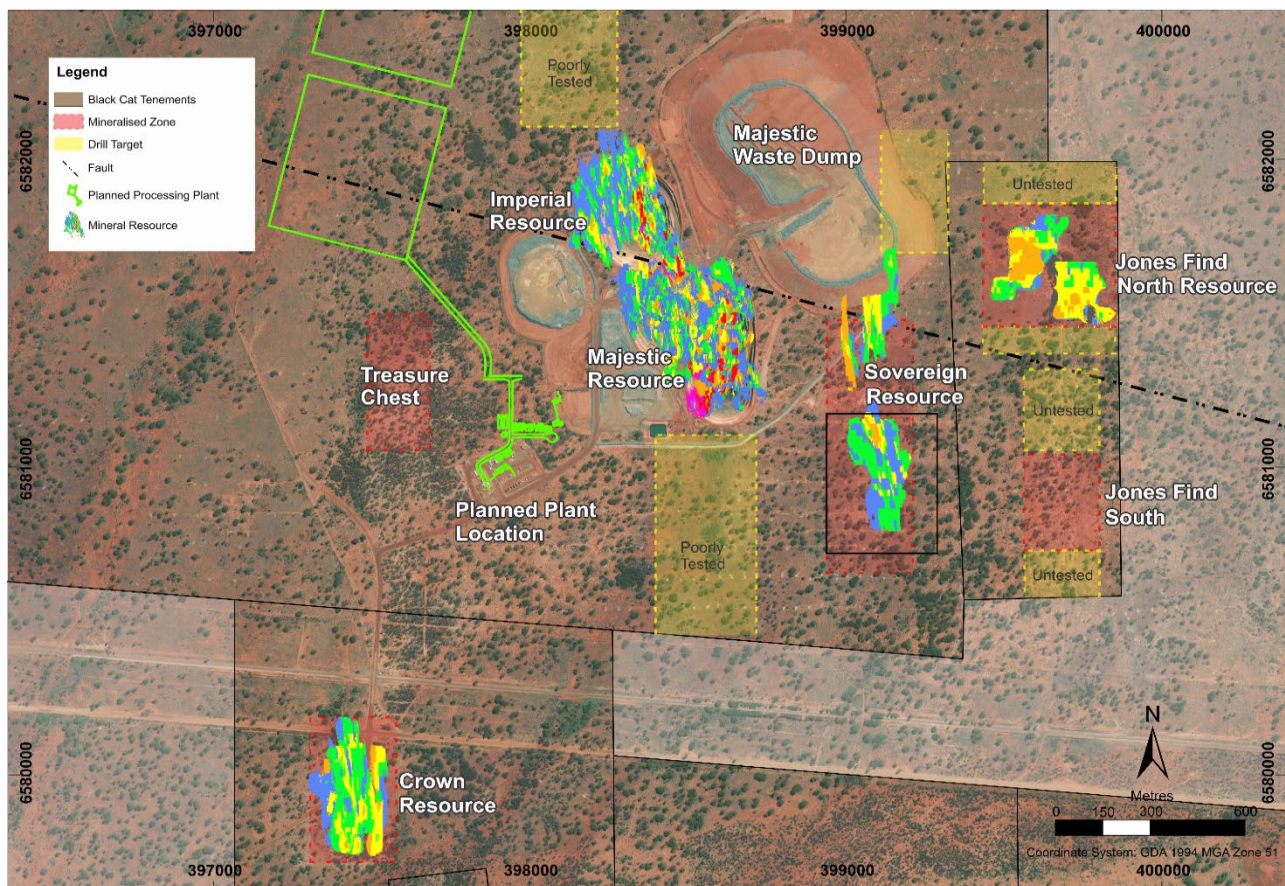 397000
398000
399000
400000
Legend
Black Cat Tenements
Mineralised Zone
Drill Target
Fault
Planned Processing Plant
Mineral Resource
6582000
6582000
Poorly
Tested
Majestic
Waste Dump
Imperial
Resource
Untested
Jones Find
North Resource
Majestic
Resource
Sovereign
Resource
Treasure
Chest
Untested
6581000
6581000
Jones Find
South
Planned Plant
Location
Poorly
Tested
Untested
6580000
6580000
Crown
Resource
N
Metres
0 150 300 600
Coordinate System: GDA 1994 MGA Zone 51
397000
398000
399000
400000